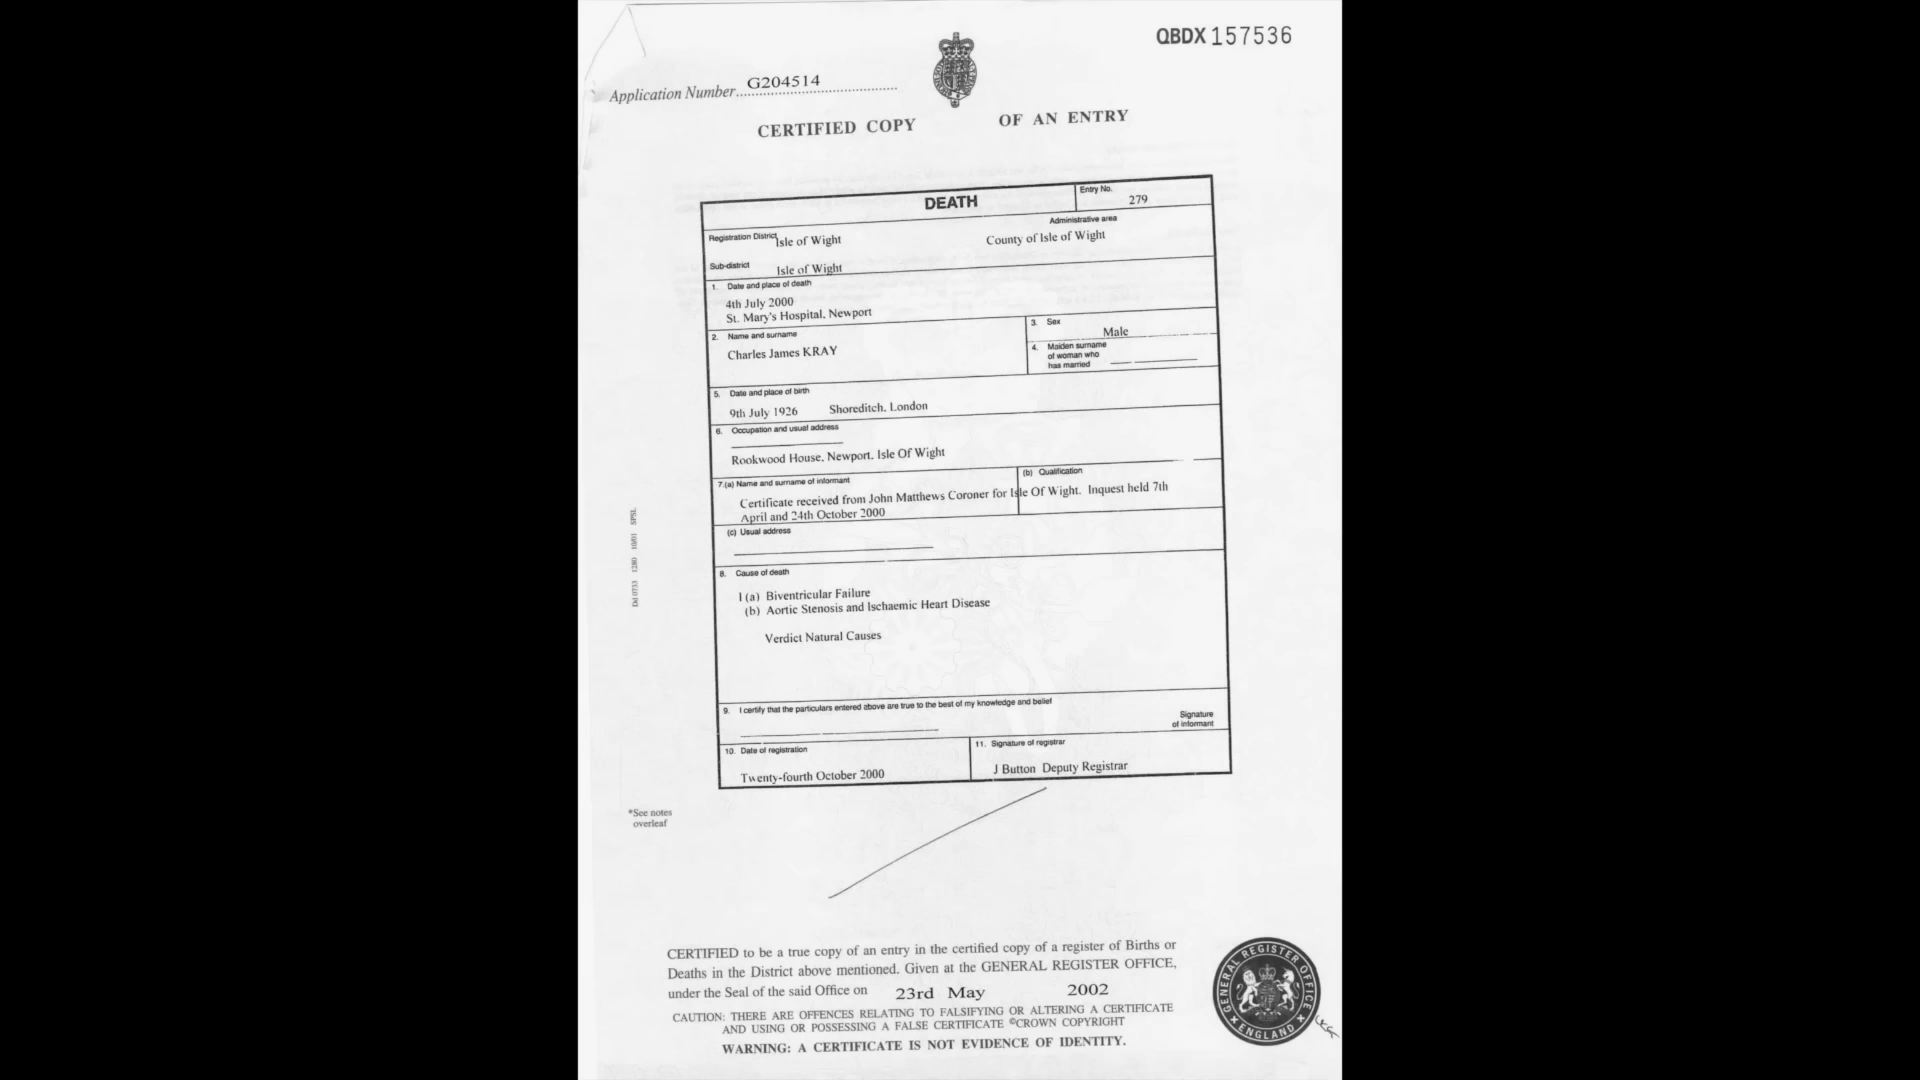 QBDX 157536
Application Number G204514
CERTIFIED COPY OF AN ENTRY
DEATH
Entry No.
279
Administrative area
Registration District Isle of Wight County of Isle of Wight
Sub-district Isle of Wight
1. Date and place of death
4th July 2000
St. Mary's Hospital, Newport
2. Name and surname
Charles James KRAY
3. Sex
Male
4. Maiden surname
of woman who
has married
5. Date and place of birth
9th July 1926 Shoreditch, London
6. Occupation and usual address
Rookwood House, Newport, Isle Of Wight
7.(a) Name and surname of informant
(b) Qualification
Certificate received from John Matthews Coroner for Isle Of Wight. Inquest held 7th
April and 24th October 2000
(c) Usual address
8. Cause of death
I (a) Biventricular Failure
(b) Aortic Stenosis and Ischaemic Heart Disease
Verdict Natural Causes
9. I certify that the particulars entered above are true to the best of my knowledge and belief
Signature
of informant
10. Date of registration
Twenty-fourth October 2000
11. Signature of registrar
J Button Deputy Registrar
Dd 0733 1280 10/01 SPSL
*See notes
overleaf
CERTIFIED to be a true copy of an entry in the certified copy of a register of Births or
Deaths in the District above mentioned. Given at the GENERAL REGISTER OFFICE,
under the Seal of the said Office on 23rd May 2002
CAUTION: THERE ARE OFFENCES RELATING TO FALSIFYING OR ALTERING A CERTIFICATE
AND USING OR POSSESSING A FALSE CERTIFICATE ©CROWN COPYRIGHT
WARNING: A CERTIFICATE IS NOT EVIDENCE OF IDENTITY.
GENERAL REGISTER OFFICE
ENGLAND